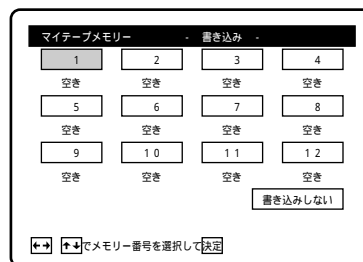 マイテープメモリー - 書き込み -
1 2 3 4
空き 空き 空き 空き
5 6 7 8
空き 空き 空き 空き
9 10 11 12
空き 空き 空き 空き
書き込みしない
←→ ↑↓でメモリー番号を選択して決定